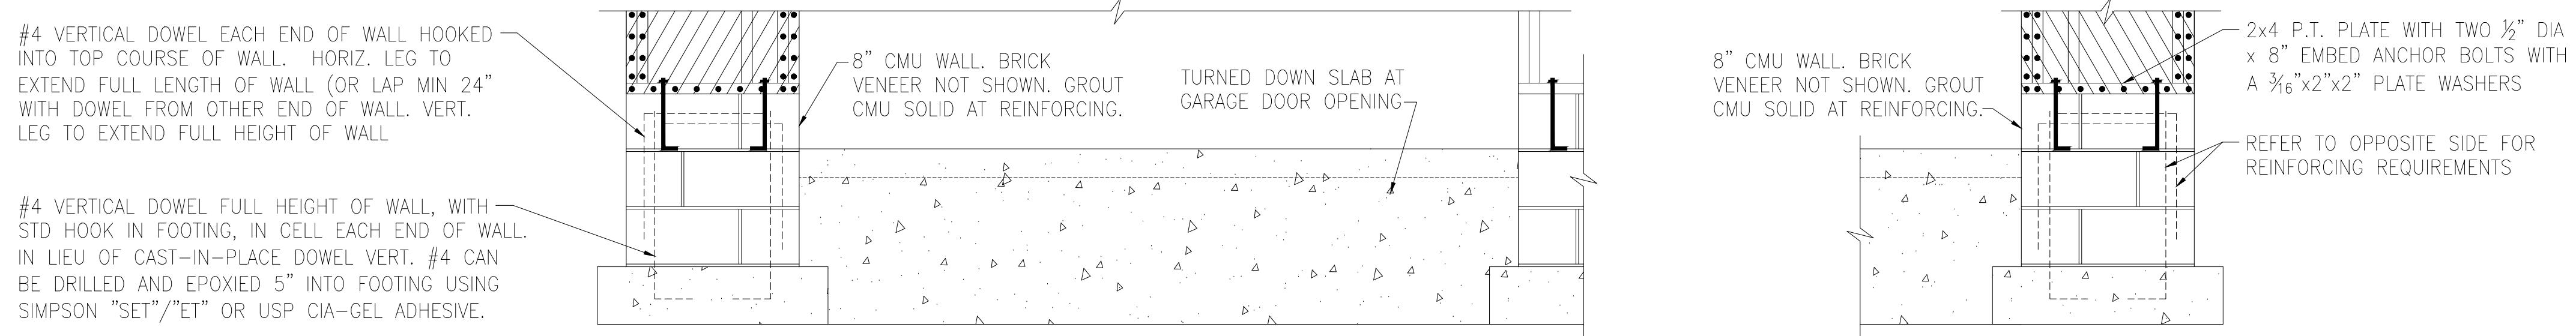 #4 VERTICAL DOWEL EACH END OF WALL HOOKED
INTO TOP COURSE OF WALL. HORIZ. LEG TO
EXTEND FULL LENGTH OF WALL (OR LAP MIN 24"
WITH DOWEL FROM OTHER END OF WALL. VERT.
LEG TO EXTEND FULL HEIGHT OF WALL
#4 VERTICAL DOWEL FULL HEIGHT OF WALL, WITH
STD HOOK IN FOOTING, IN CELL EACH END OF WALL.
IN LIEU OF CAST-IN-PLACE DOWEL VERT. #4 CAN
BE DRILLED AND EPOXIED 5" INTO FOOTING USING
SIMPSON "SET"/"ET" OR USP CIA-GEL ADHESIVE.
8" CMU WALL. BRICK
VENEER NOT SHOWN. GROUT
CMU SOLID AT REINFORCING.
TURNED DOWN SLAB AT
GARAGE DOOR OPENING
8" CMU WALL. BRICK
VENEER NOT SHOWN. GROUT
CMU SOLID AT REINFORCING.
2x4 P.T. PLATE WITH TWO ½" DIA
x 8" EMBED ANCHOR BOLTS WITH
A 3⁄16"x2"x2" PLATE WASHERS
REFER TO OPPOSITE SIDE FOR
REINFORCING REQUIREMENTS